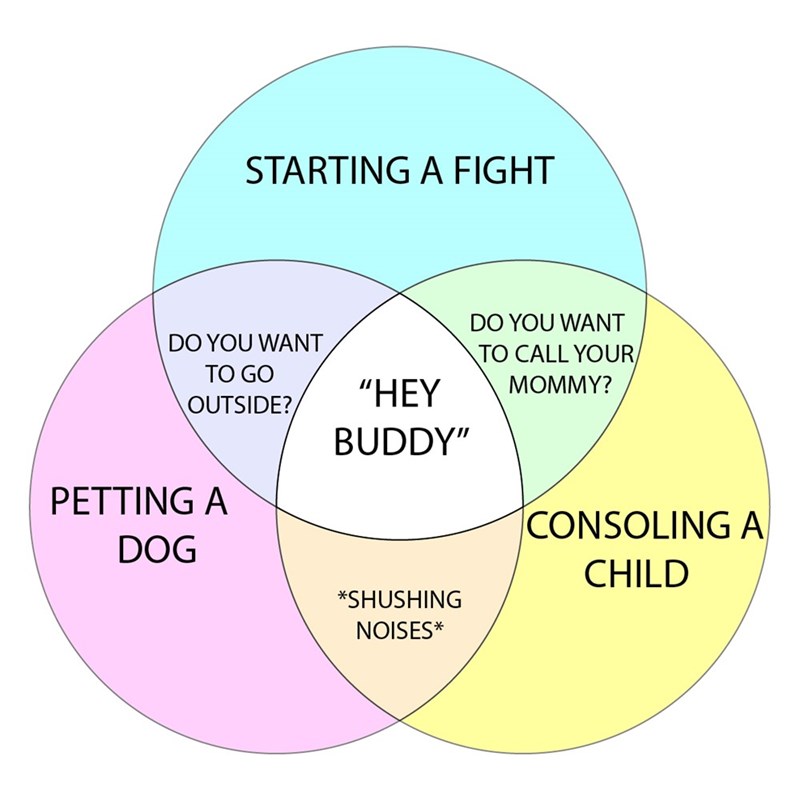 STARTING A FIGHT
DO YOU WANT
TO GO
OUTSIDE?
DO YOU WANT
TO CALL YOUR
MOMMY?
“HEY
BUDDY”
PETTING A
DOG
CONSOLING A
CHILD
*SHUSHING
NOISES*